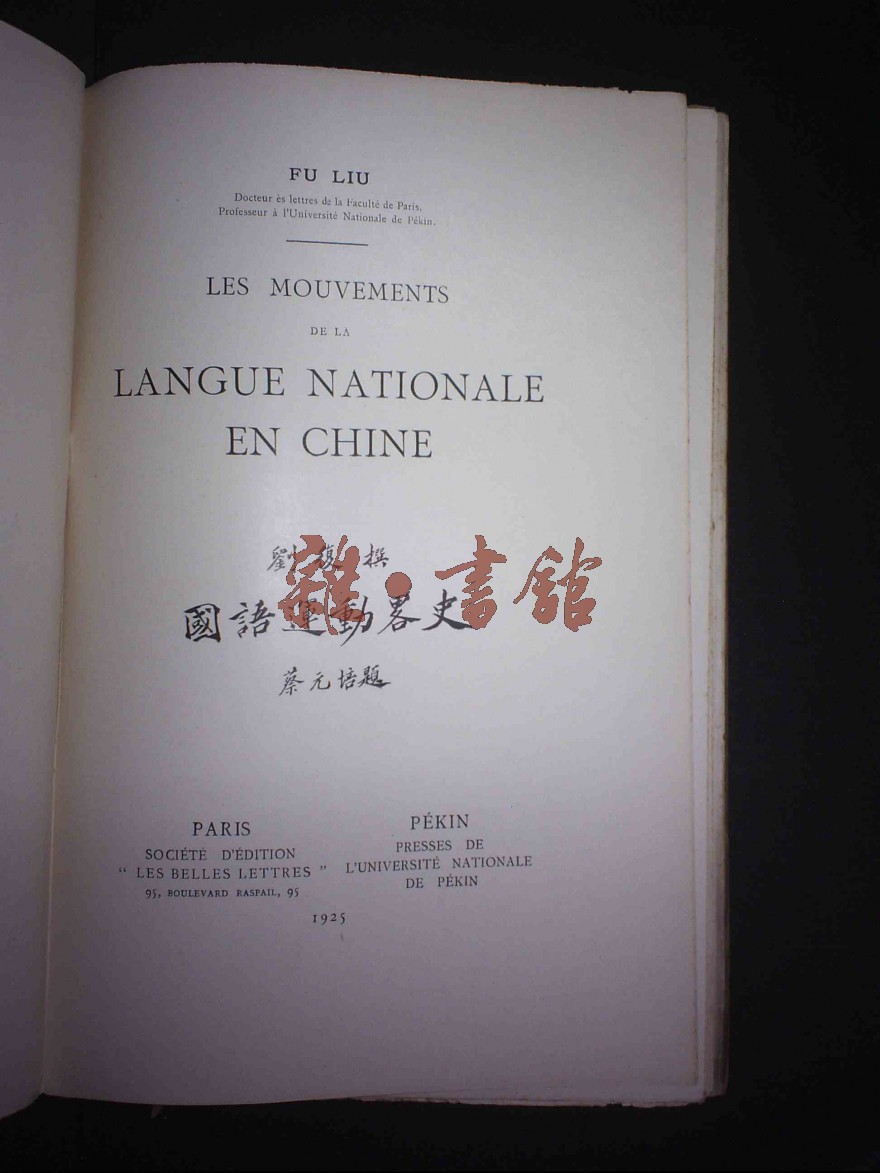 FU LIU
Docteur ès lettres de la Faculté de Paris,
Professeur à l'Université Nationale de Pékin.
LES MOUVEMENTS
DE LA
LANGUE NATIONALE
EN CHINE
劉復撰
國語運動畧史
蔡元培題
雜·書館
PARIS
SOCIÉTÉ D'ÉDITION
" LES BELLES LETTRES "
95, BOULEVARD RASPAIL, 95
PÉKIN
PRESSES DE
L'UNIVERSITÉ NATIONALE
DE PÉKIN
1925